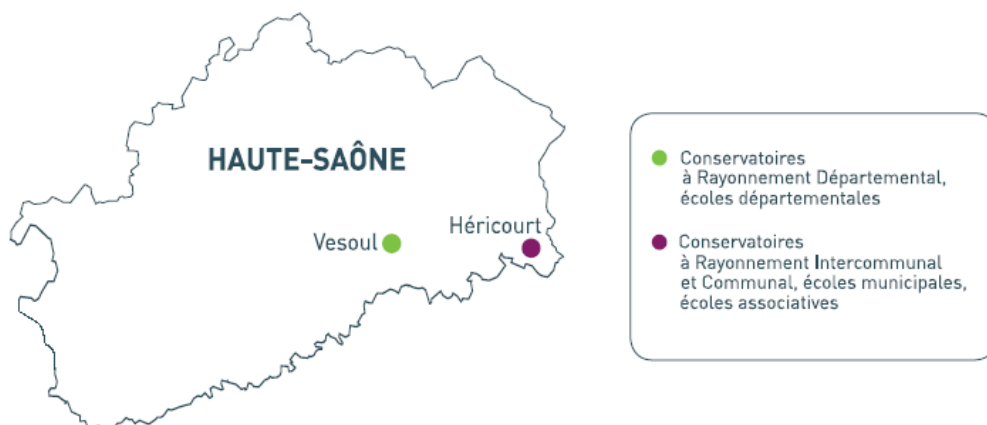 HAUTE-SAÔNE
Vesoul
Héricourt
Conservatoires
à Rayonnement Départemental,
écoles départementales
Conservatoires
à Rayonnement Intercommunal
et Communal, écoles municipales,
écoles associatives